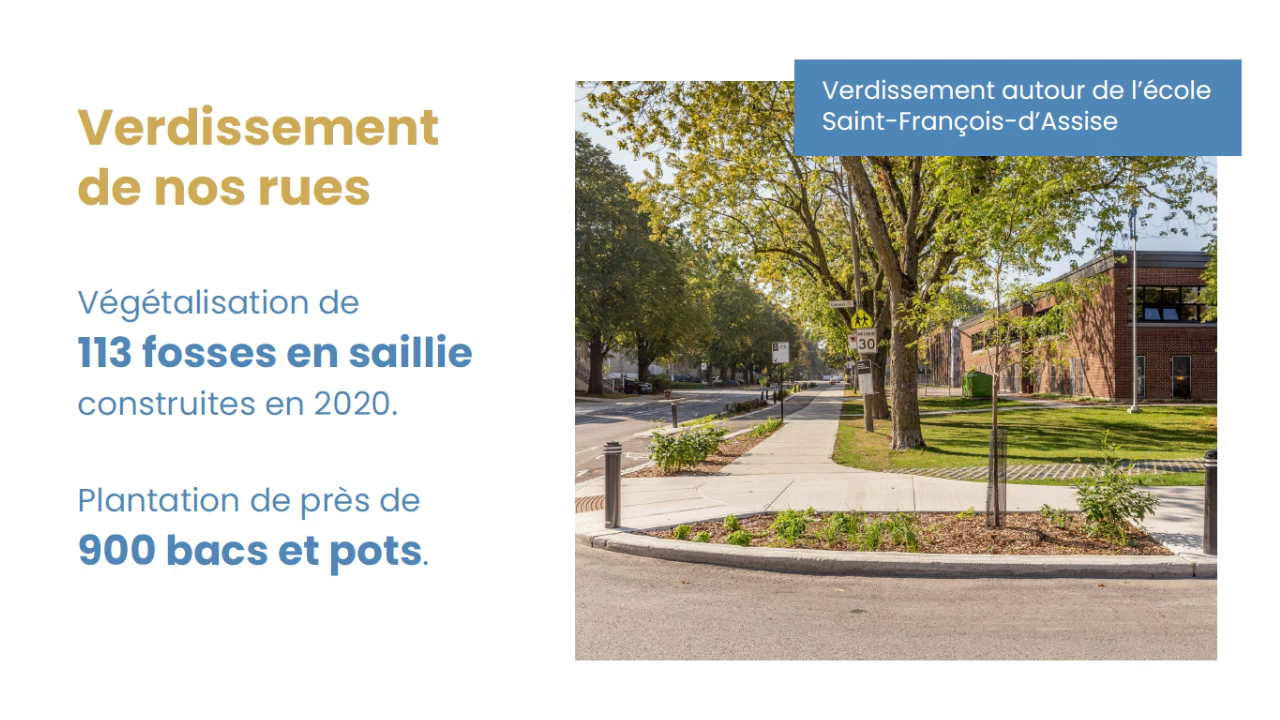 Verdissement
de nos rues
Végétalisation de
113 fosses en saillie
construites en 2020.
Plantation de près de
900 bacs et pots.
Verdissement autour de l'école
Saint-François-d'Assise
MAXIMUM
30